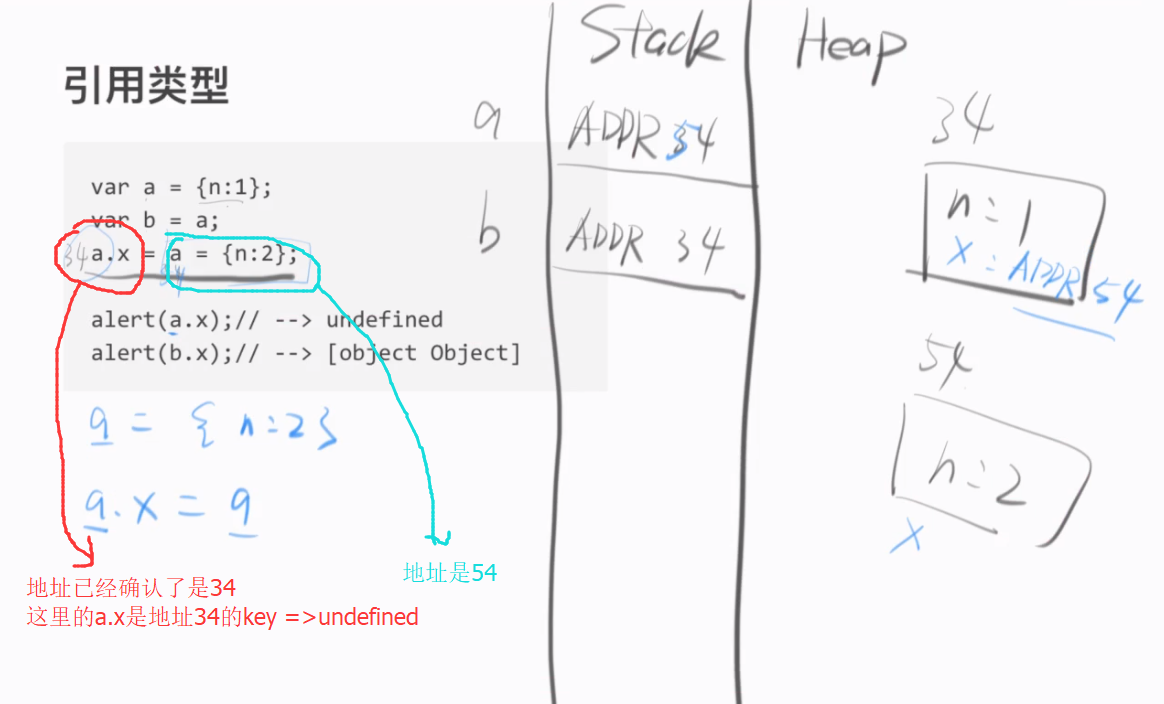 引用类型
var a = {n:1};
var b = a;
34 a.x = a = {n:2};
34
alert(a.x);// --> undefined
alert(b.x);// --> [object Object]
a = { n:2 }
a.x = a
地址已经确认了是34
这里的a.x是地址34的key =>undefined
地址是54
Stack
a ADDR 54
b ADDR 34
Heap
34
n:1
x:ADDR 54
54
n:2
x